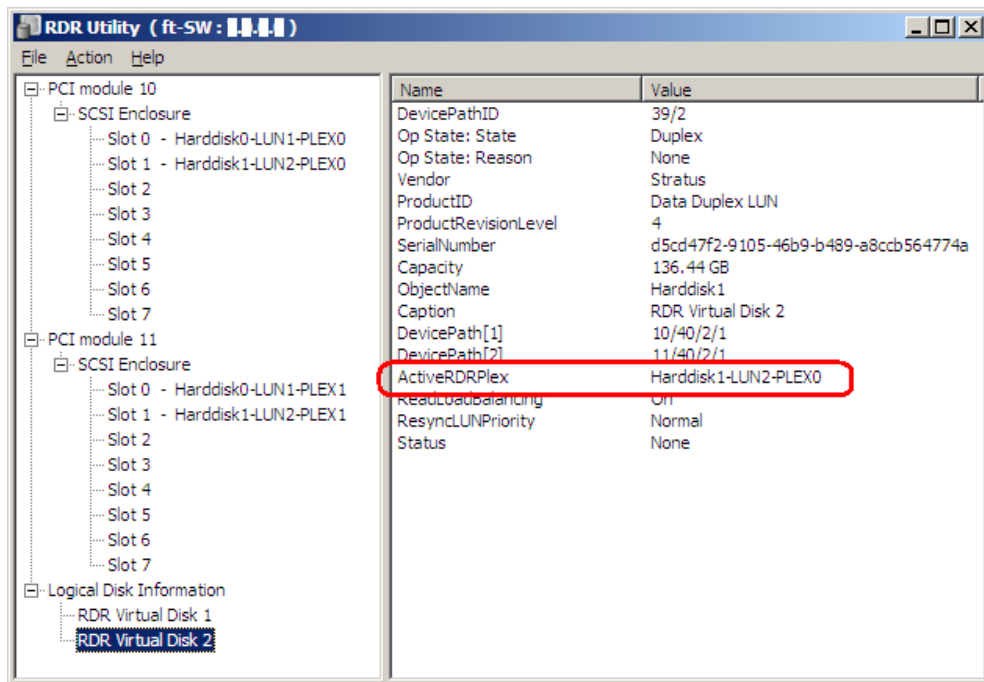 RDR Utility ( ft-SW : . . . )
File Action Help
PCI module 10
SCSI Enclosure
Slot 0 - Harddisk0-LUN1-PLEX0
Slot 1 - Harddisk1-LUN2-PLEX0
Slot 2
Slot 3
Slot 4
Slot 5
Slot 6
Slot 7
PCI module 11
SCSI Enclosure
Slot 0 - Harddisk0-LUN1-PLEX1
Slot 1 - Harddisk1-LUN2-PLEX1
Slot 2
Slot 3
Slot 4
Slot 5
Slot 6
Slot 7
Logical Disk Information
RDR Virtual Disk 1
RDR Virtual Disk 2
Name Value
DevicePathID 39/2
Op State: State Duplex
Op State: Reason None
Vendor Stratus
ProductID Data Duplex LUN
ProductRevisionLevel 4
SerialNumber d5cd47f2-9105-46b9-b489-a8ccb564774a
Capacity 136.44 GB
ObjectName Harddisk1
Caption RDR Virtual Disk 2
DevicePath[1] 10/40/2/1
DevicePath[2] 11/40/2/1
ActiveRDRPlex Harddisk1-LUN2-PLEX0
ReadLoadBalancing On
ResyncLUNPriority Normal
Status None